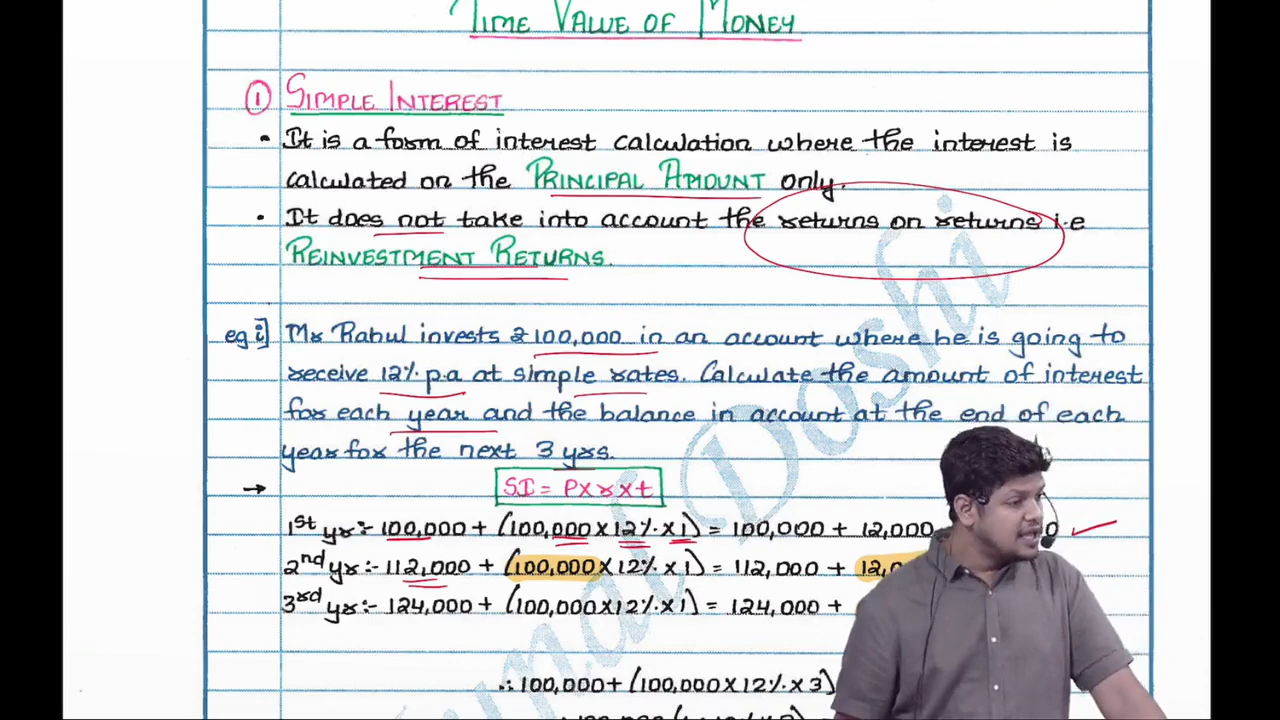 TIME VALUE OF MONEY
① SIMPLE INTEREST
• It is a form of interest calculation where the interest is
calculated on the PRINCIPAL AMOUNT only.
• It does not take into account the returns on returns i.e
REINVESTMENT RETURNS.
eg i] Mr Rahul invests ₹100,000 in an account where he is going to
receive 12% p.a at simple rates. Calculate the amount of interest
for each year and the balance in account at the end of each
year for the next 3 yrs.
→ SI = P x r x t
1st yr:- 100,000 + (100,000 x 12% x 1) = 100,000 + 12,000
2nd yr:- 112,000 + (100,000 x 12% x 1) = 112,000 +
3rd yr:- 124,000 + (100,000 x 12% x 1) = 124,000 +
∴ 100,000 + (100,000 x 12% x 3)
Doshi